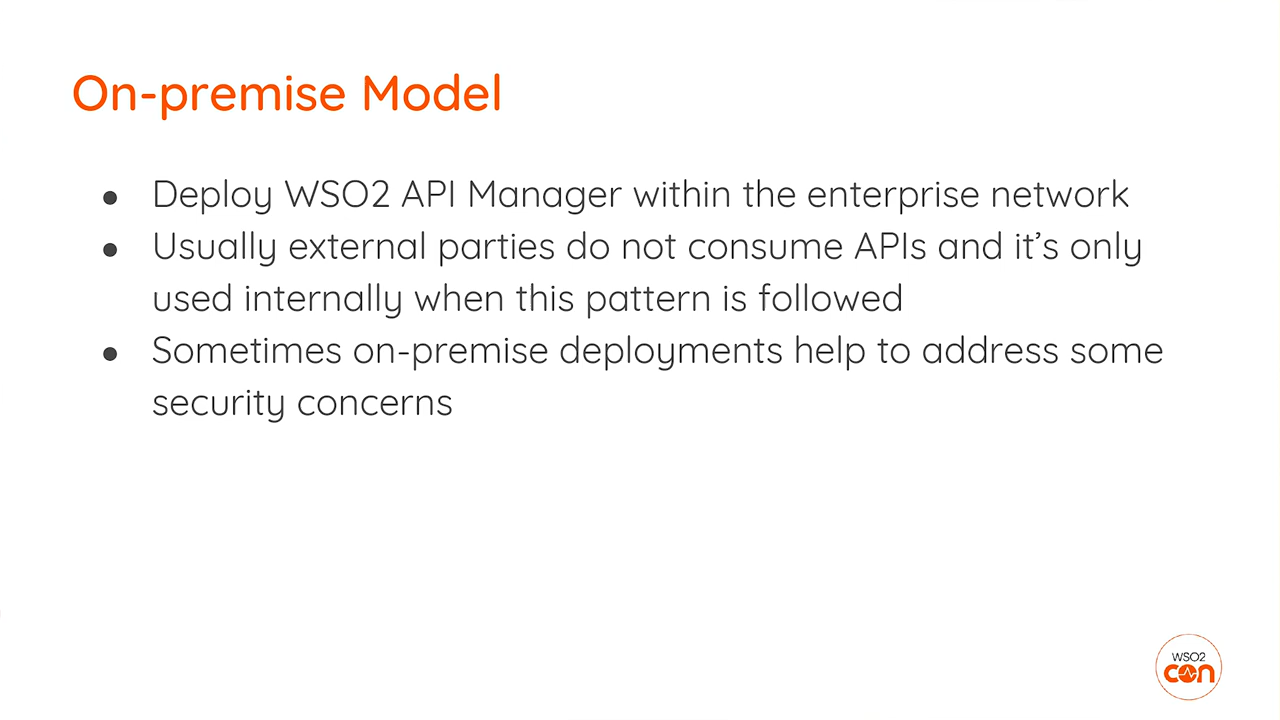 On-premise Model
● Deploy WSO2 API Manager within the enterprise network
● Usually external parties do not consume APIs and it’s only
used internally when this pattern is followed
● Sometimes on-premise deployments help to address some
security concerns
WSO2
con